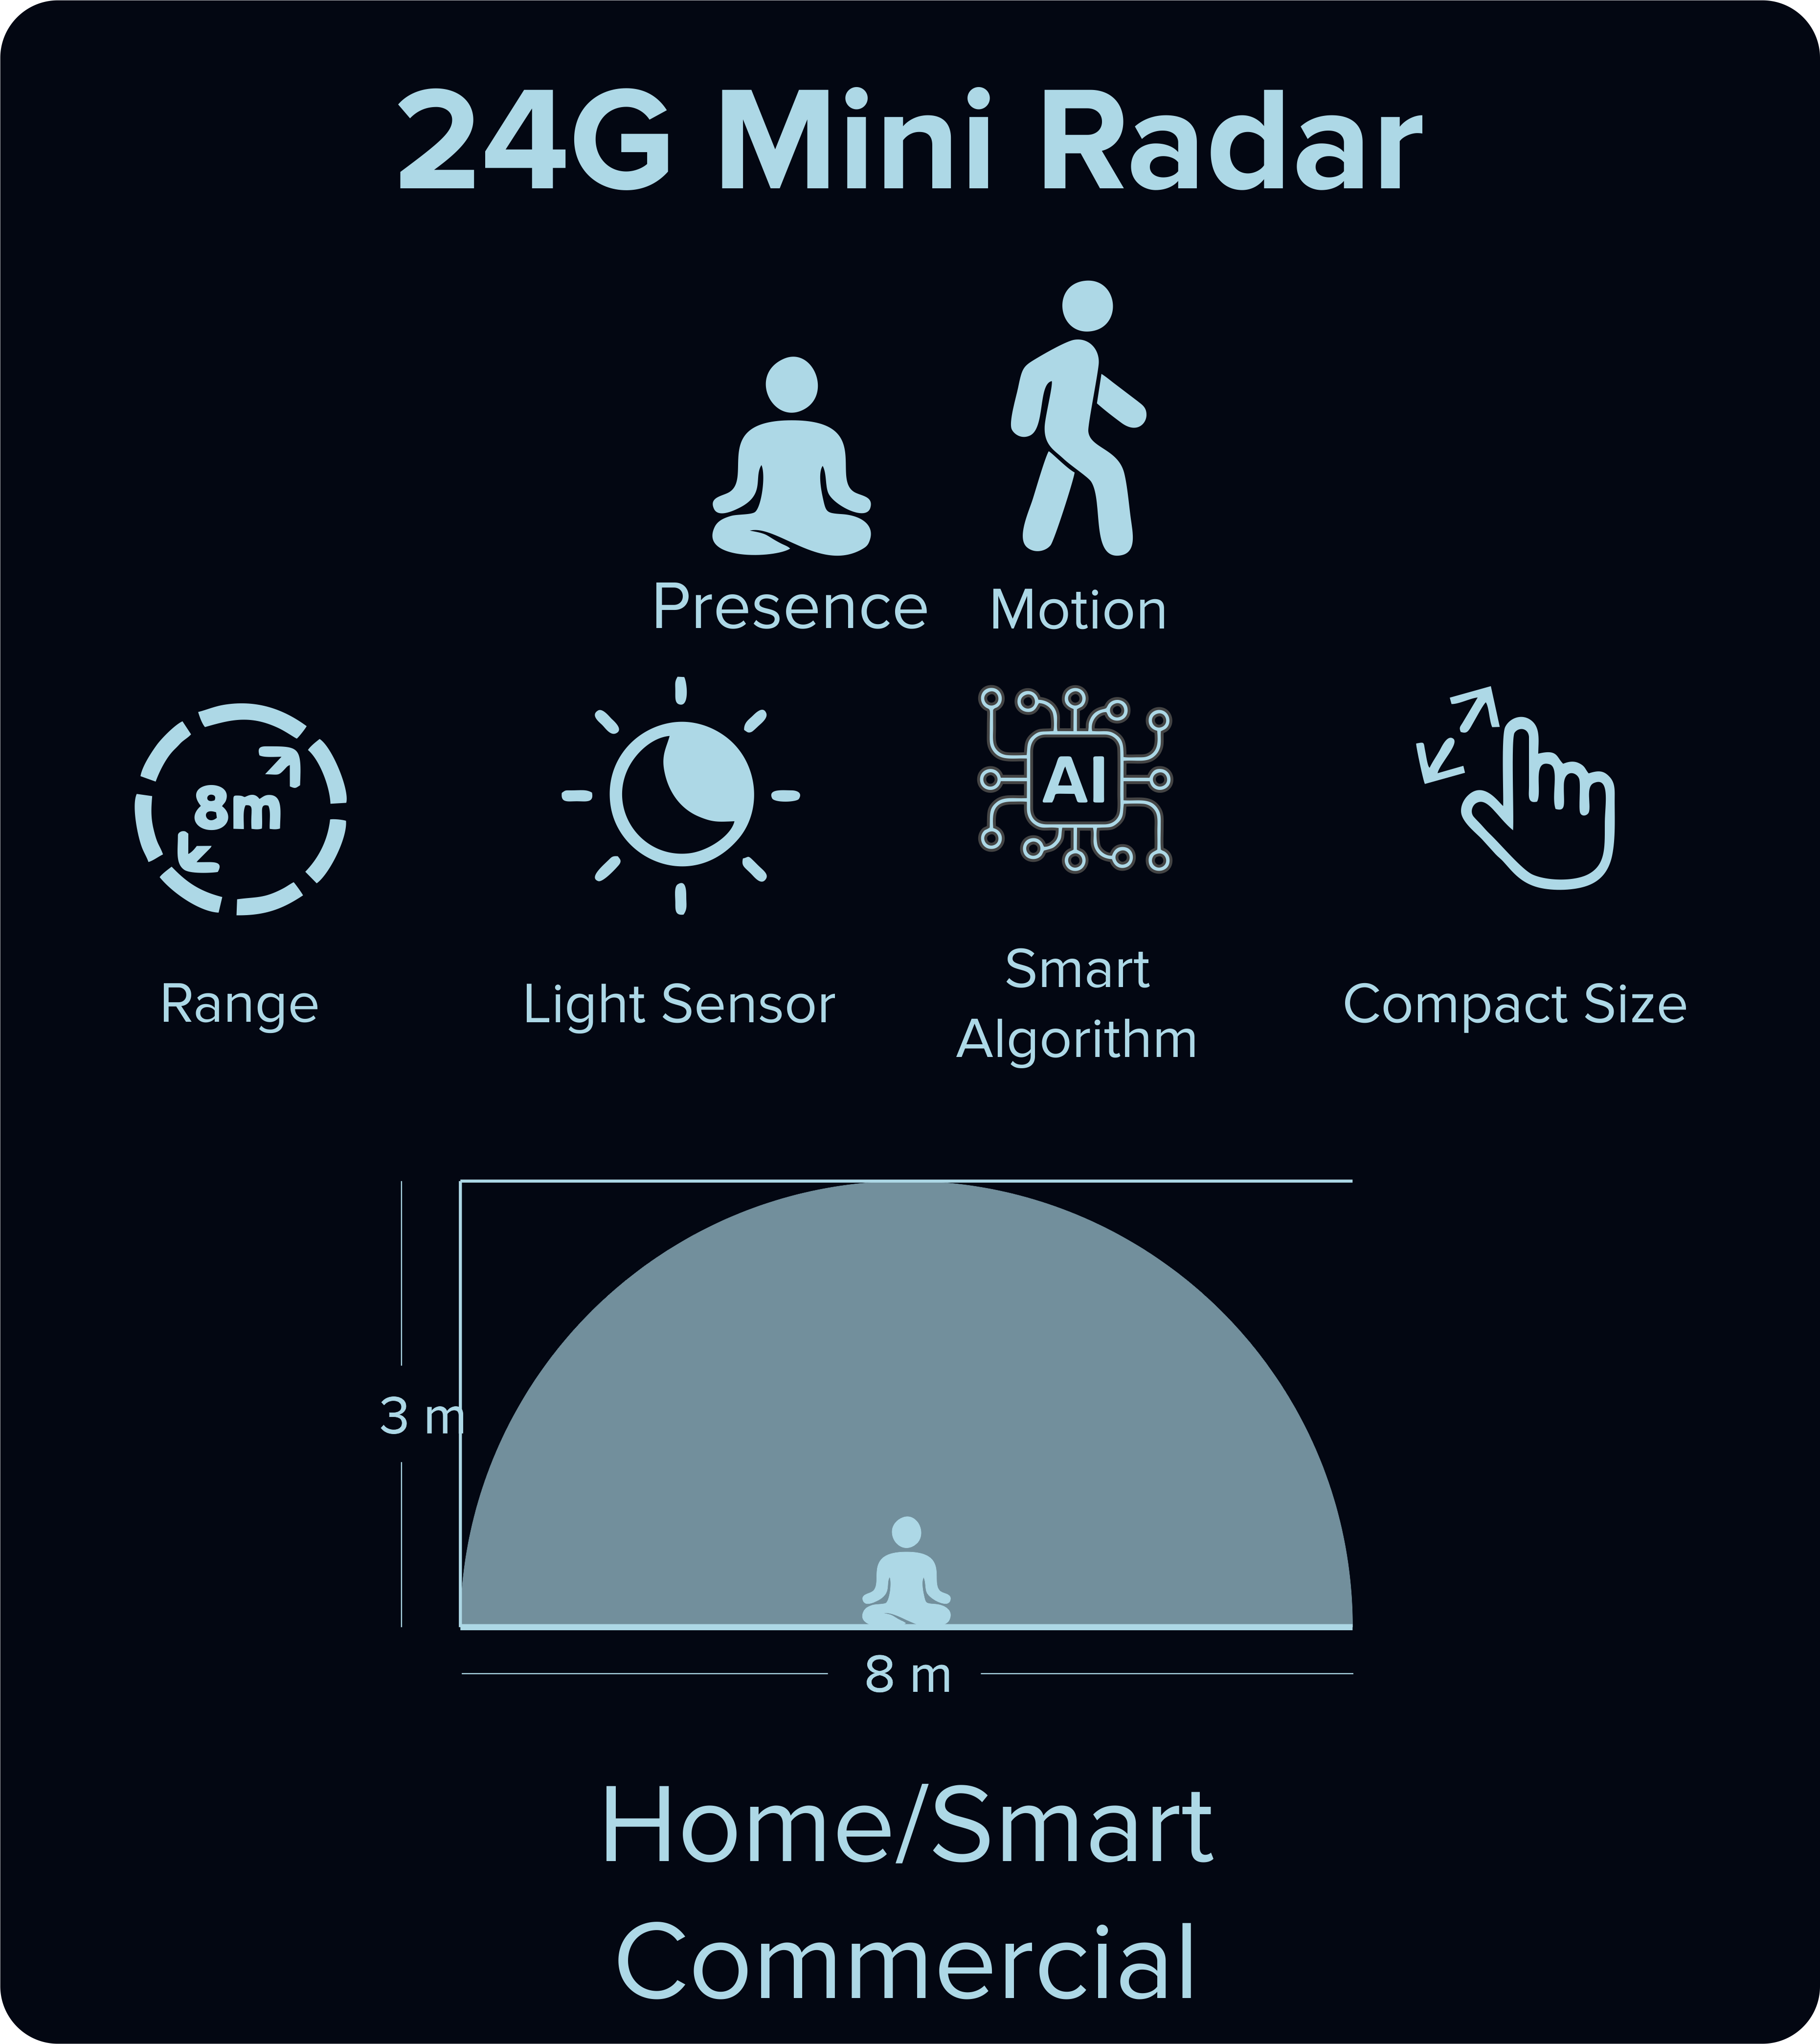 24G Mini Radar
Presence
Motion
8m
AI
Range
Light Sensor
Smart
Algorithm
Compact Size
3 m
8 m
Home/Smart
Commercial